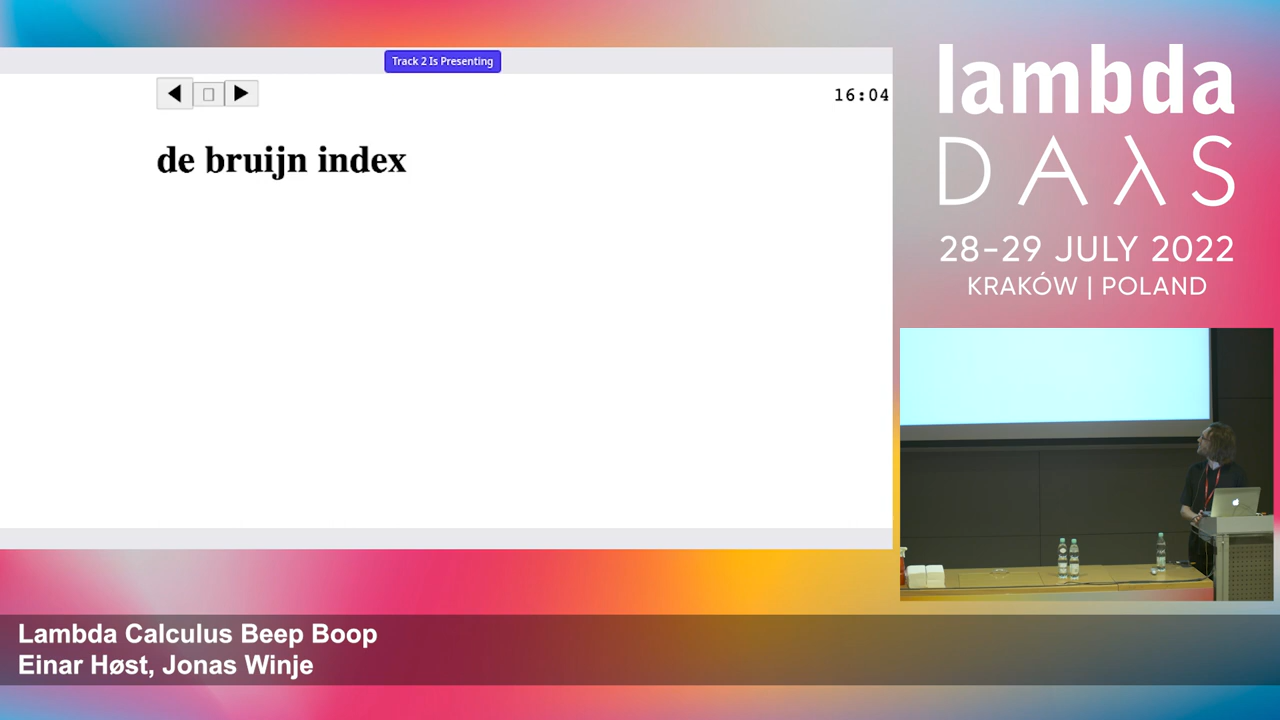 Track 2 Is Presenting
16:04
de bruijn index
lambda
DAλS
28–29 JULY 2022
KRAKÓW | POLAND
Lambda Calculus Beep Boop
Einar Høst, Jonas Winje